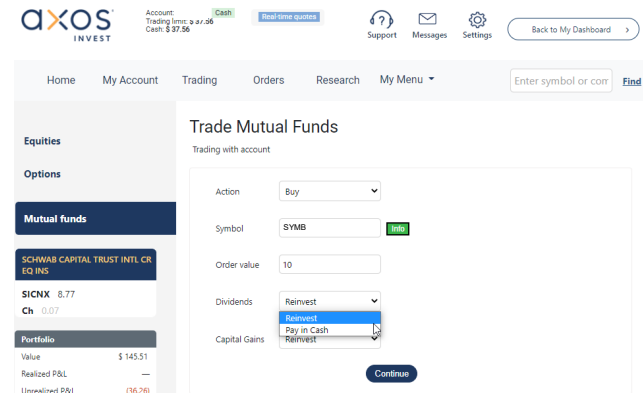 axos
INVEST
Account: Cash
Trading limit: $ 37.56
Cash: $ 37.56
Real-time quotes
Support
Messages
Settings
Back to My Dashboard >
Home My Account Trading Orders Research My Menu
Enter symbol or com
Find
Equities
Options
Mutual funds
SCHWAB CAPITAL TRUST INTL CR
EQ INS
SICNX 8.77
Ch 0.07
Portfolio
Value $ 145.51
Realized P&L —
Unrealized P&L (36.26)
Trade Mutual Funds
Trading with account
Action Buy
Symbol SYMB Info
Order value 10
Dividends Reinvest
Reinvest
Pay in Cash
Capital Gains Reinvest
Continue